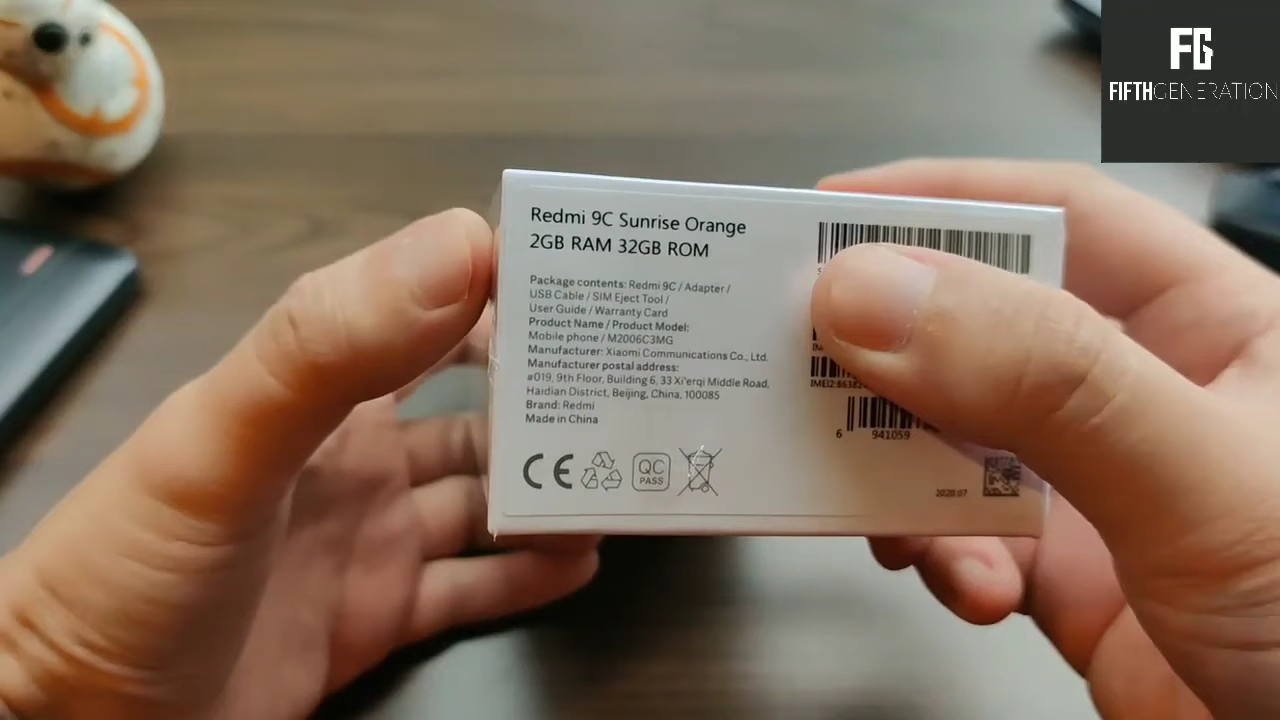 FG
FIFTHGENERATION
Redmi 9C Sunrise Orange
2GB RAM 32GB ROM
Package contents: Redmi 9C / Adapter /
USB Cable / SIM Eject Tool /
User Guide / Warranty Card
Product Name / Product Model:
Mobile phone / M2006C3MG
Manufacturer: Xiaomi Communications Co., Ltd.
Manufacturer postal address:
#019, 9th Floor, Building 6, 33 Xi'erqi Middle Road,
Haidian District, Beijing, China, 100085
Brand: Redmi
Made in China
CE
QC
PASS
6 941059
2020.07